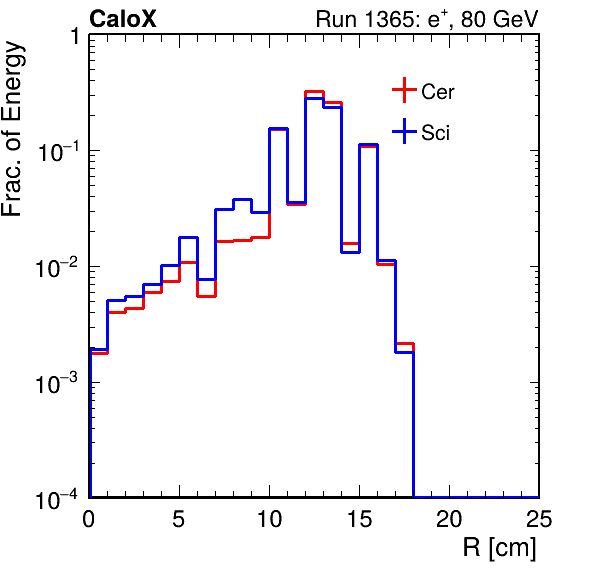 CaloX Run 1365: e⁺, 80 GeV
Frac. of Energy
1
10⁻¹
10⁻²
10⁻³
10⁻⁴
Cer
Sci
0 5 10 15 20 25
R [cm]